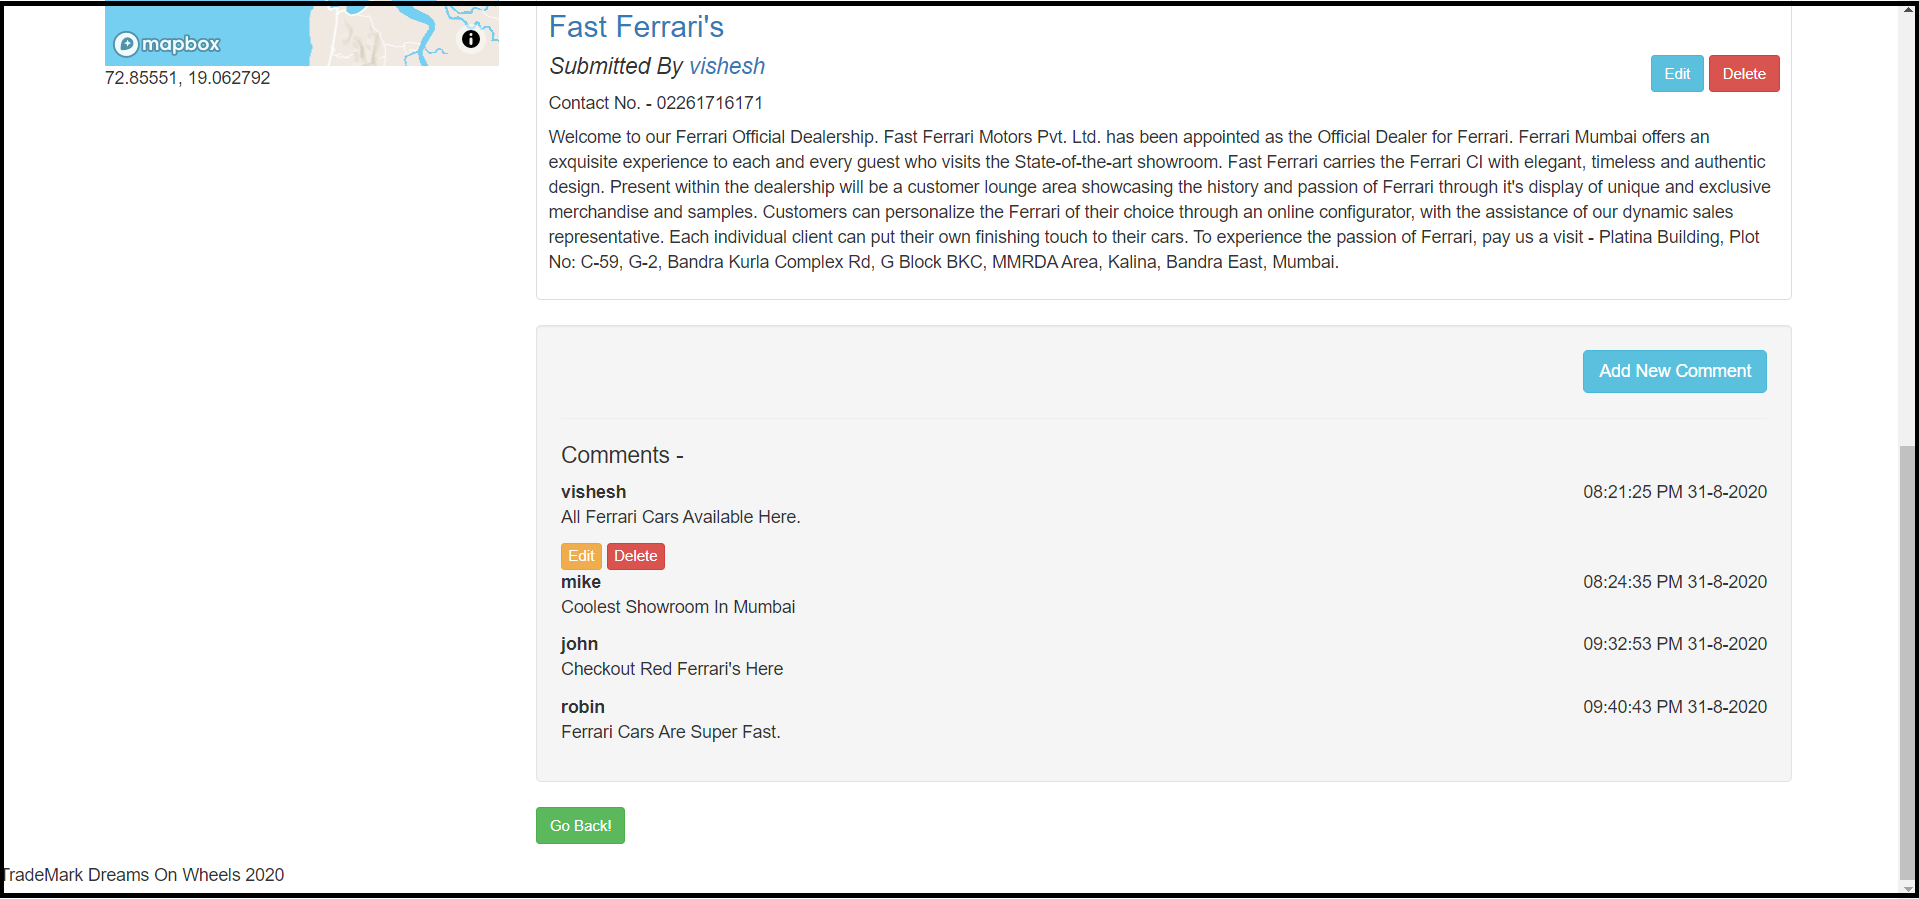 mapbox
72.85551, 19.062792
Fast Ferrari's
Submitted By vishesh
Edit Delete
Contact No. - 02261716171
Welcome to our Ferrari Official Dealership. Fast Ferrari Motors Pvt. Ltd. has been appointed as the Official Dealer for Ferrari. Ferrari Mumbai offers an
exquisite experience to each and every guest who visits the State-of-the-art showroom. Fast Ferrari carries the Ferrari CI with elegant, timeless and authentic
design. Present within the dealership will be a customer lounge area showcasing the history and passion of Ferrari through it's display of unique and exclusive
merchandise and samples. Customers can personalize the Ferrari of their choice through an online configurator, with the assistance of our dynamic sales
representative. Each individual client can put their own finishing touch to their cars. To experience the passion of Ferrari, pay us a visit - Platina Building, Plot
No: C-59, G-2, Bandra Kurla Complex Rd, G Block BKC, MMRDA Area, Kalina, Bandra East, Mumbai.
Add New Comment
Comments -
vishesh 08:21:25 PM 31-8-2020
All Ferrari Cars Available Here.
Edit Delete
mike 08:24:35 PM 31-8-2020
Coolest Showroom In Mumbai
john 09:32:53 PM 31-8-2020
Checkout Red Ferrari's Here
robin 09:40:43 PM 31-8-2020
Ferrari Cars Are Super Fast.
Go Back!
TradeMark Dreams On Wheels 2020